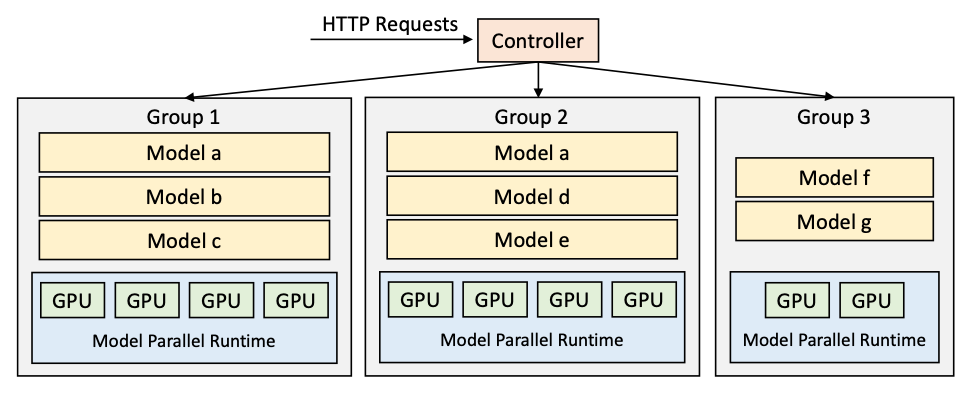 HTTP Requests
Controller
Group 1
Model a
Model b
Model c
GPU GPU GPU GPU
Model Parallel Runtime
Group 2
Model a
Model d
Model e
GPU GPU GPU GPU
Model Parallel Runtime
Group 3
Model f
Model g
GPU GPU
Model Parallel Runtime